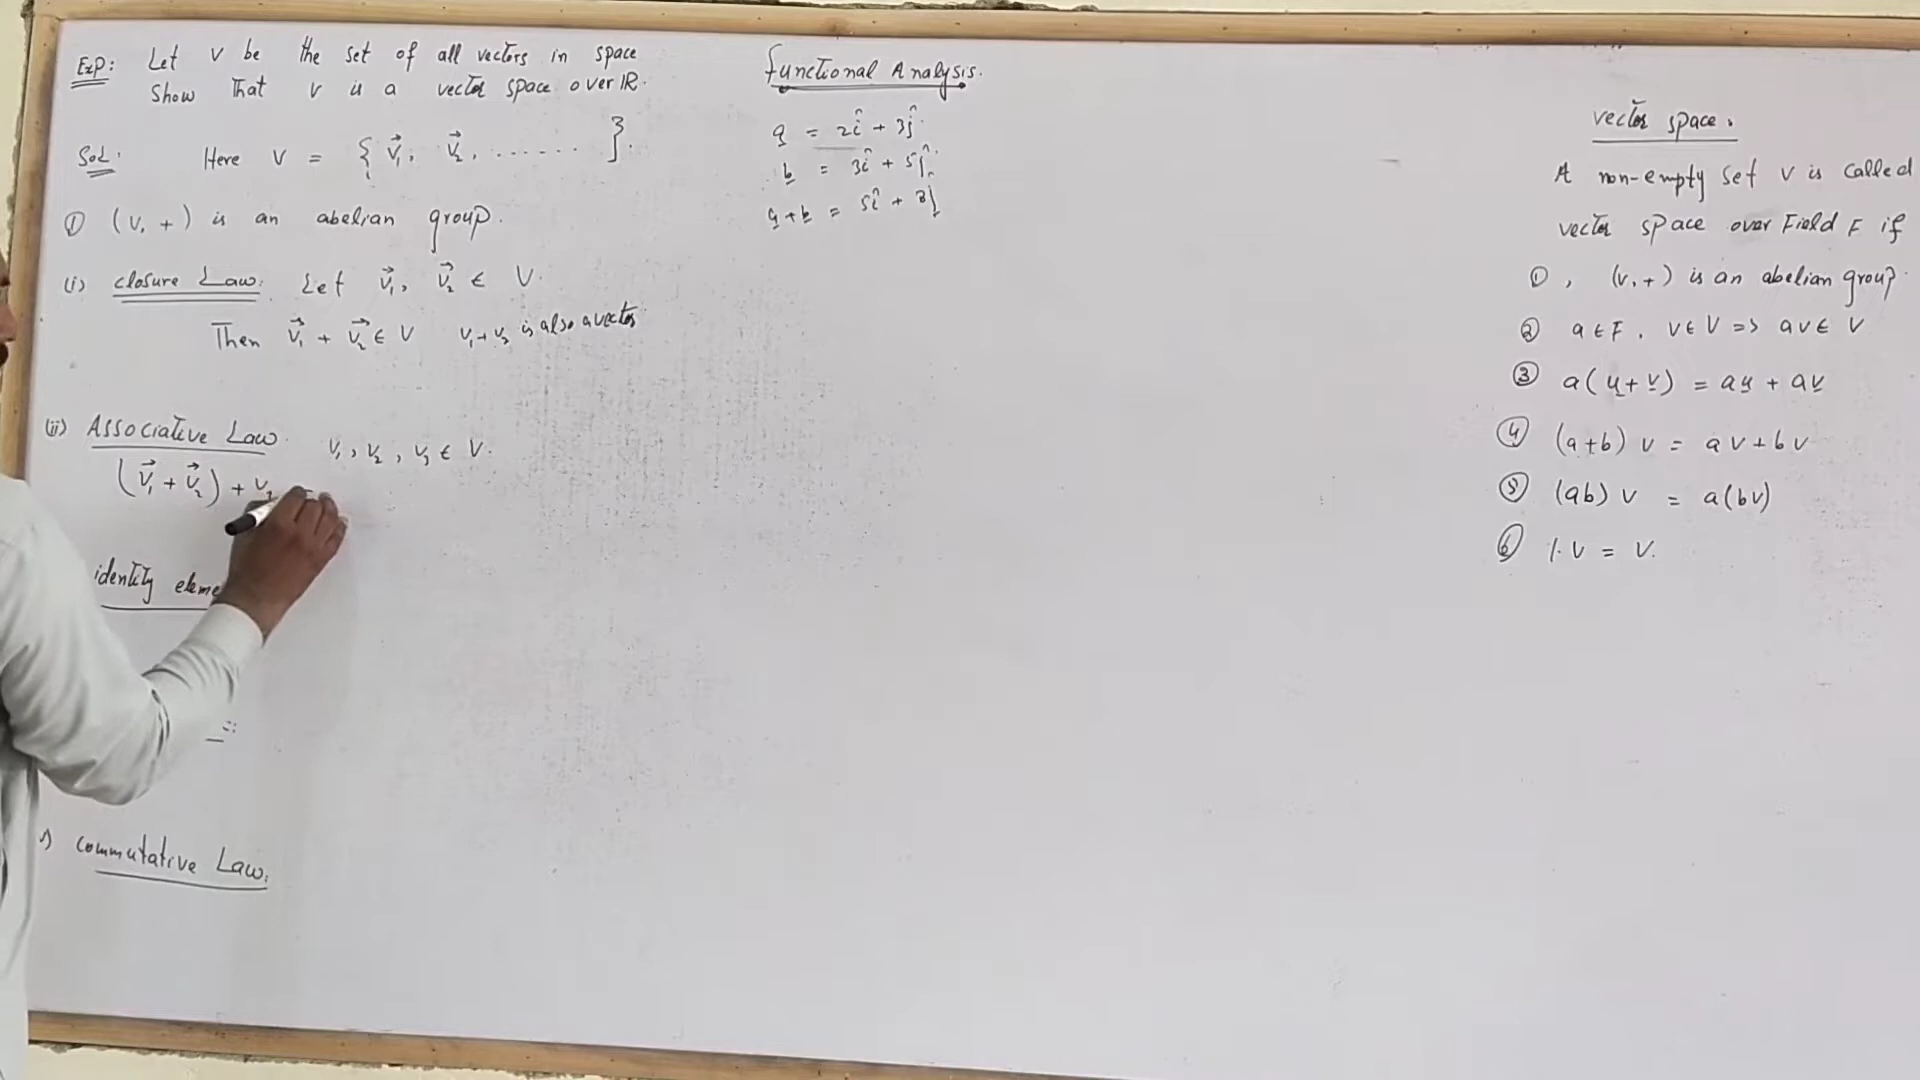 Exp: Let V be the set of all vectors in space
Show That V is a vector space over IR.
Sol: Here V = { v⃗₁, v⃗₂, ....... }.
① (V, +) is an abelian group.
(i) closure Law: Let v⃗₁, v⃗₂ ∈ V.
Then v⃗₁ + v⃗₂ ∈ V v₁+v₂ is also a vector
(ii) Associative Law. v₁, v₂, v₃ ∈ V.
(v⃗₁ + v⃗₂) + v₃
identity eleme
commutative Law:
Functional Analysis.
a = 2î + 3ĵ
b = 3î + 5ĵ
a+b = 5î + 8ĵ
vector space.
A non-empty set V is called
vector space over Field F if
①, (V,+) is an abelian group.
② a ∈ F, v ∈ V => av ∈ V
③ a(u+v) = au + av
④ (a+b) v = av+bv
⑤ (ab) v = a(bv)
⑥ 1.v = v.